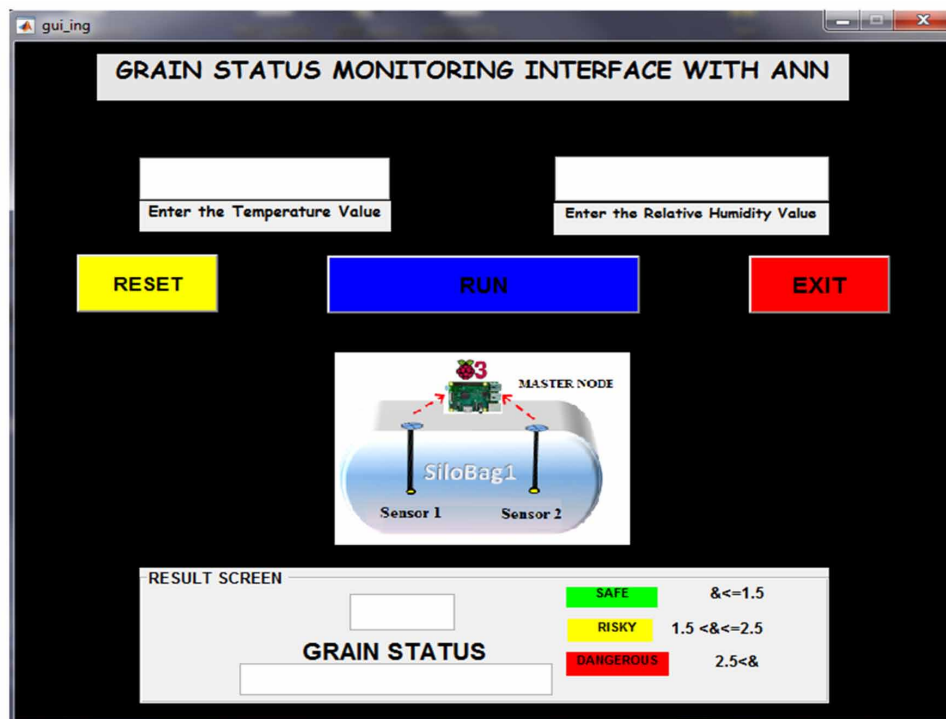 gui_ing
GRAIN STATUS MONITORING INTERFACE WITH ANN
Enter the Temperature Value
Enter the Relative Humidity Value
RESET
RUN
EXIT
3
MASTER NODE
SiloBag1
Sensor 1
Sensor 2
RESULT SCREEN
SAFE &<=1.5
RISKY 1.5 <&<=2.5
GRAIN STATUS
DANGEROUS 2.5<&